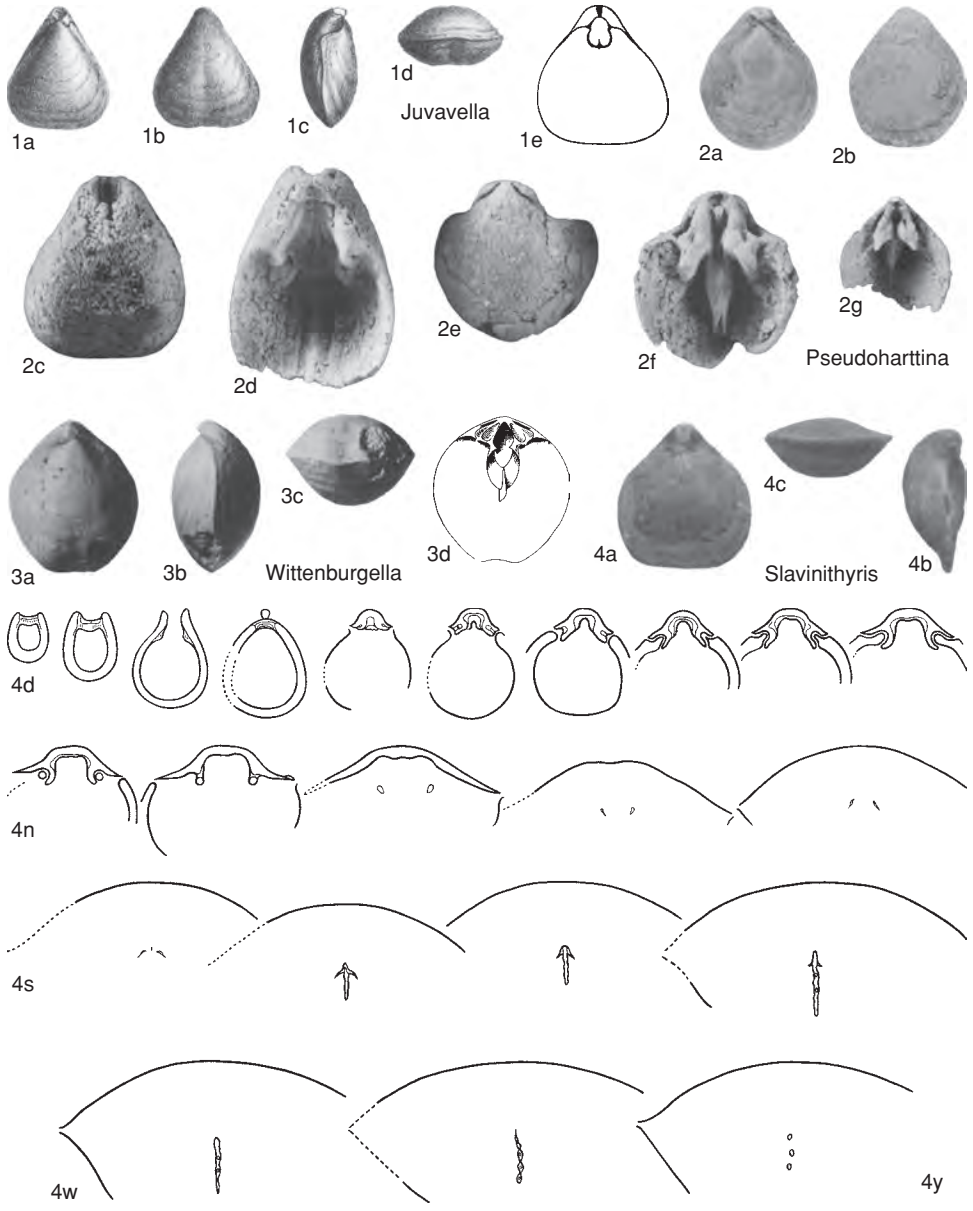 1a
1b
1c
1d
Juvavella
1e
2a
2b
2c
2d
2e
2f
2g
Pseudoharttina
3a
3b
3c
Wittenburgella
3d
4a
4c
Slavinithyris
4b
4d
4n
4s
4w
4y